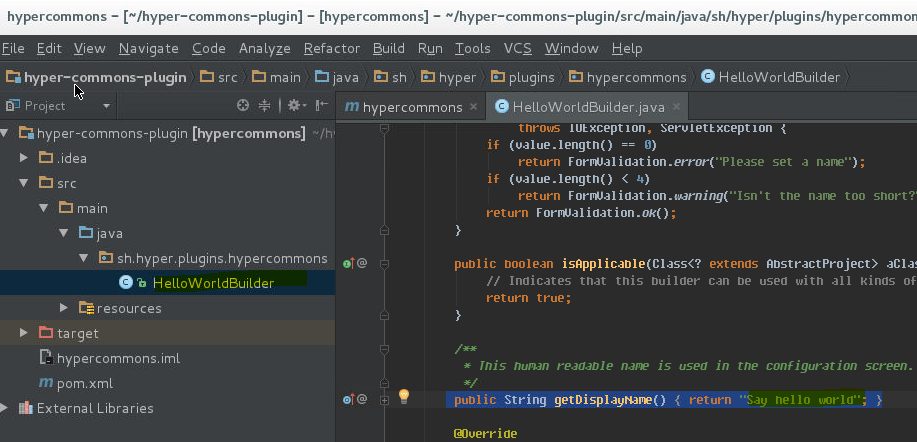 hypercommons – [~/hyper-commons-plugin] – [hypercommons] – ~/hyper-commons-plugin/src/main/java/sh/hyper/plugins/hypercommon
File Edit View Navigate Code Analyze Refactor Build Run Tools VCS Window Help
hyper-commons-plugin src main java sh hyper plugins hypercommons HelloWorldBuilder
Project
m hypercommons × C HelloWorldBuilder.java ×
hyper-commons-plugin [hypercommons] ~/h
.idea
src
main
java
sh.hyper.plugins.hypercommons
HelloWorldBuilder
resources
target
hypercommons.iml
m pom.xml
External Libraries
throws IOException, ServletException {
if (value.length() == 0)
return FormValidation.error("Please set a name");
if (value.length() < 4)
return FormValidation.warning("Isn't the name too short?"
return FormValidation.ok();
}
public boolean isApplicable(Class<? extends AbstractProject> aCl
// Indicates that this builder can be used with all kinds of
return true;
}
/**
* This human readable name is used in the configuration screen.
*/
public String getDisplayName() { return "Say hello world"; }
@Override